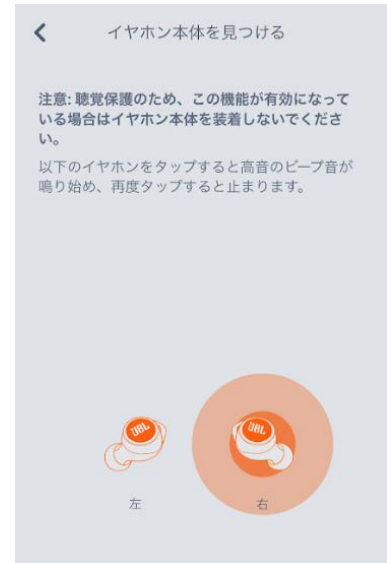 イヤホン本体を見つける
注意: 聴覚保護のため、この機能が有効になって
いる場合はイヤホン本体を装着しないでくださ
い。
以下のイヤホンをタップすると高音のビープ音が
鳴り始め、再度タップすると止まります。
JBL
JBL
左
右